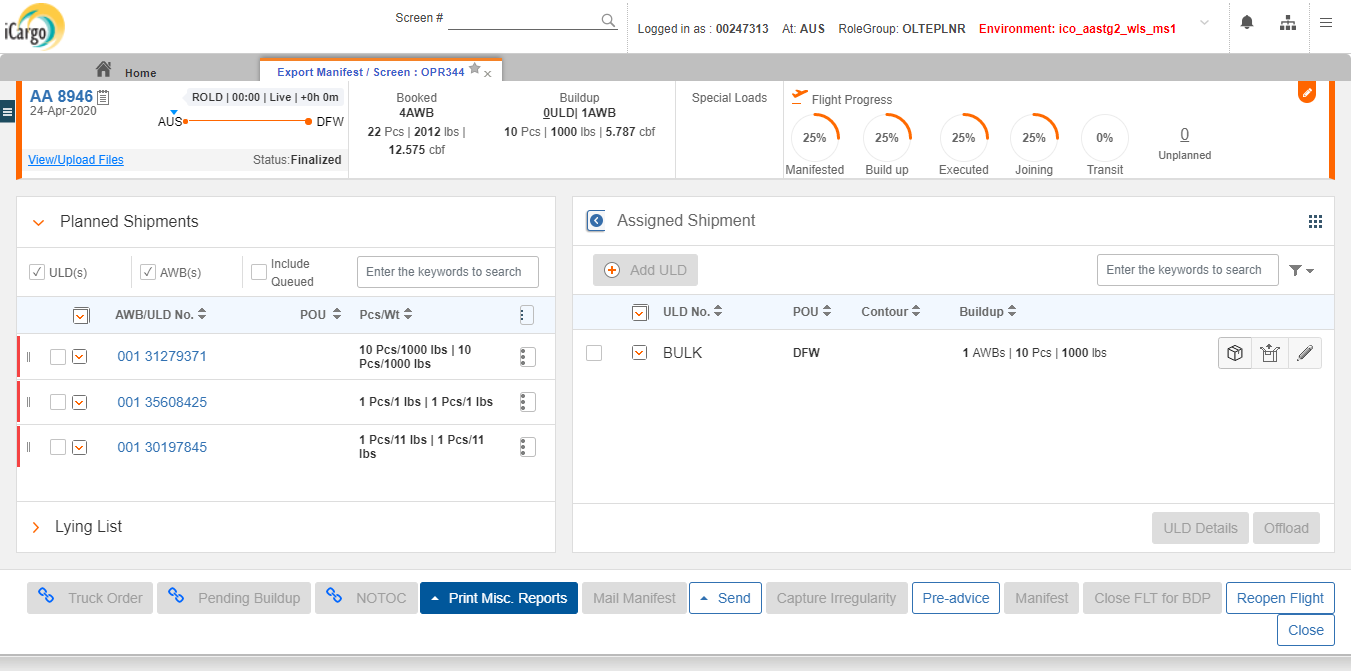 iCargo
Screen #
Logged in as : 00247313 At: AUS RoleGroup: OLTEPLNR Environment: ico_aastg2_wls_ms1
Home
Export Manifest / Screen : OPR344
AA 8946
24-Apr-2020
ROLD | 00:00 | Live | +0h 0m
AUS DFW
View/Upload Files
Status:Finalized
Booked
4AWB
22 Pcs | 2012 lbs |
12.575 cbf
Buildup
0ULD| 1AWB
10 Pcs | 1000 lbs | 5.787 cbf
Special Loads
Flight Progress
25% 25% 25% 25% 0% 0
Manifested Build up Executed Joining Transit Unplanned
Planned Shipments
ULD(s)
AWB(s)
Include
Queued
Enter the keywords to search
AWB/ULD No. POU Pcs/Wt
001 31279371
10 Pcs/1000 lbs | 10
Pcs/1000 lbs
001 35608425
1 Pcs/1 lbs | 1 Pcs/1 lbs
001 30197845
1 Pcs/11 lbs | 1 Pcs/11
lbs
Lying List
Assigned Shipment
Add ULD
Enter the keywords to search
ULD No. POU Contour Buildup
BULK DFW 1 AWBs | 10 Pcs | 1000 lbs
ULD Details Offload
Truck Order Pending Buildup NOTOC Print Misc. Reports Mail Manifest Send Capture Irregularity Pre-advice Manifest Close FLT for BDP Reopen Flight
Close